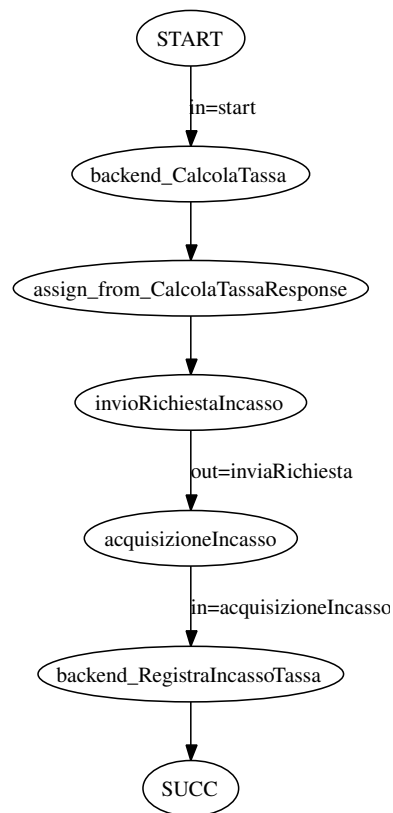 START
in=start
backend_CalcolaTassa
assign_from_CalcolaTassaResponse
invioRichiestaIncasso
out=inviaRichiesta
acquisizioneIncasso
in=acquisizioneIncasso
backend_RegistraIncassoTassa
SUCC